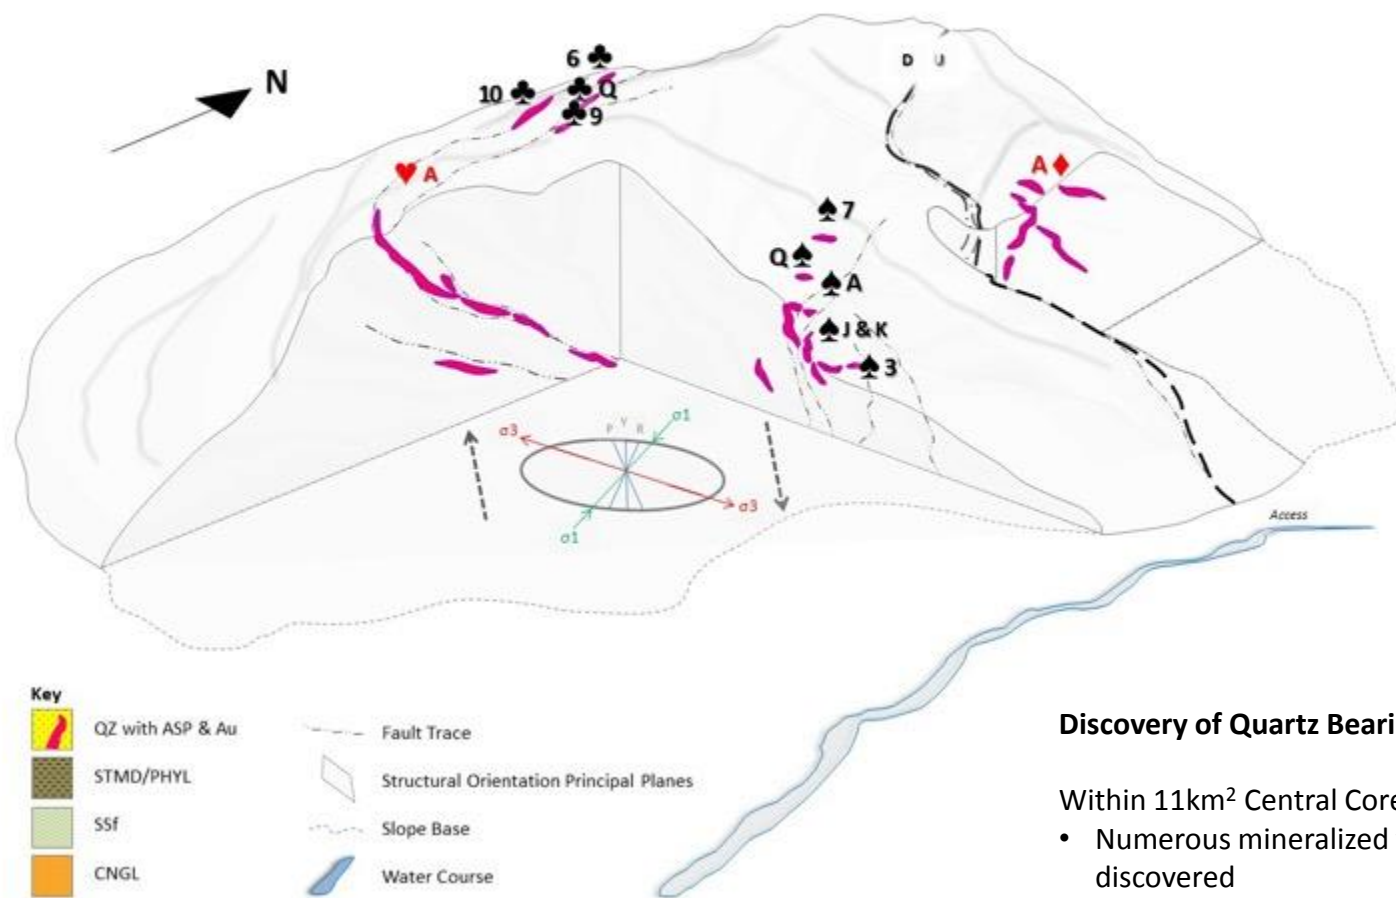 N
D U
6 ♣
10 ♣
♣ Q
♣ 9
♥ A
A ♦
♠ 7
Q ♠
♠ A
♠ J & K
♠ 3
σ1
P Y R
σ3
σ3
σ1
Access
Key
QZ with ASP & Au
STMD/PHYL
SSf
CNGL
Fault Trace
Structural Orientation Principal Planes
Slope Base
Water Course
Discovery of Quartz Beari
Within 11km² Central Core
• Numerous mineralized
discovered